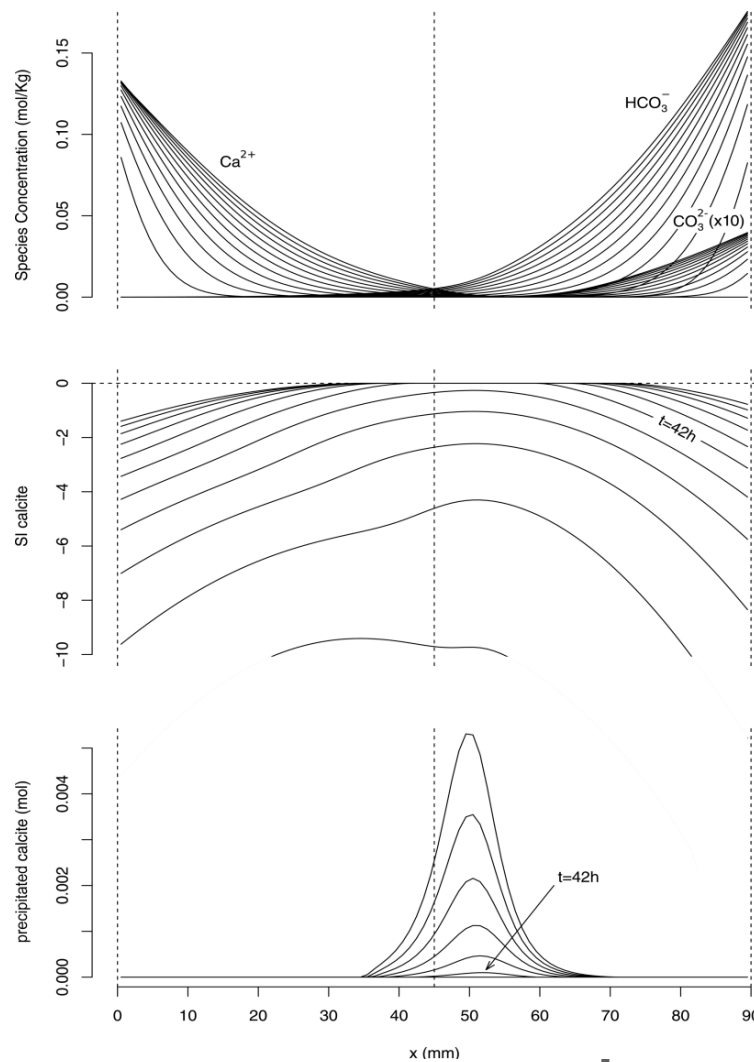 Species Concentration (mol/Kg)
0.15
0.10
0.05
0.00
Ca²⁺
HCO₃⁻
CO₃²⁻(x10)
SI calcite
0
−2
−4
−6
−8
−10
t=42h
precipitated calcite (mol)
0.004
0.002
0.000
t=42h
0 10 20 30 40 50 60 70 80 90
x (mm)